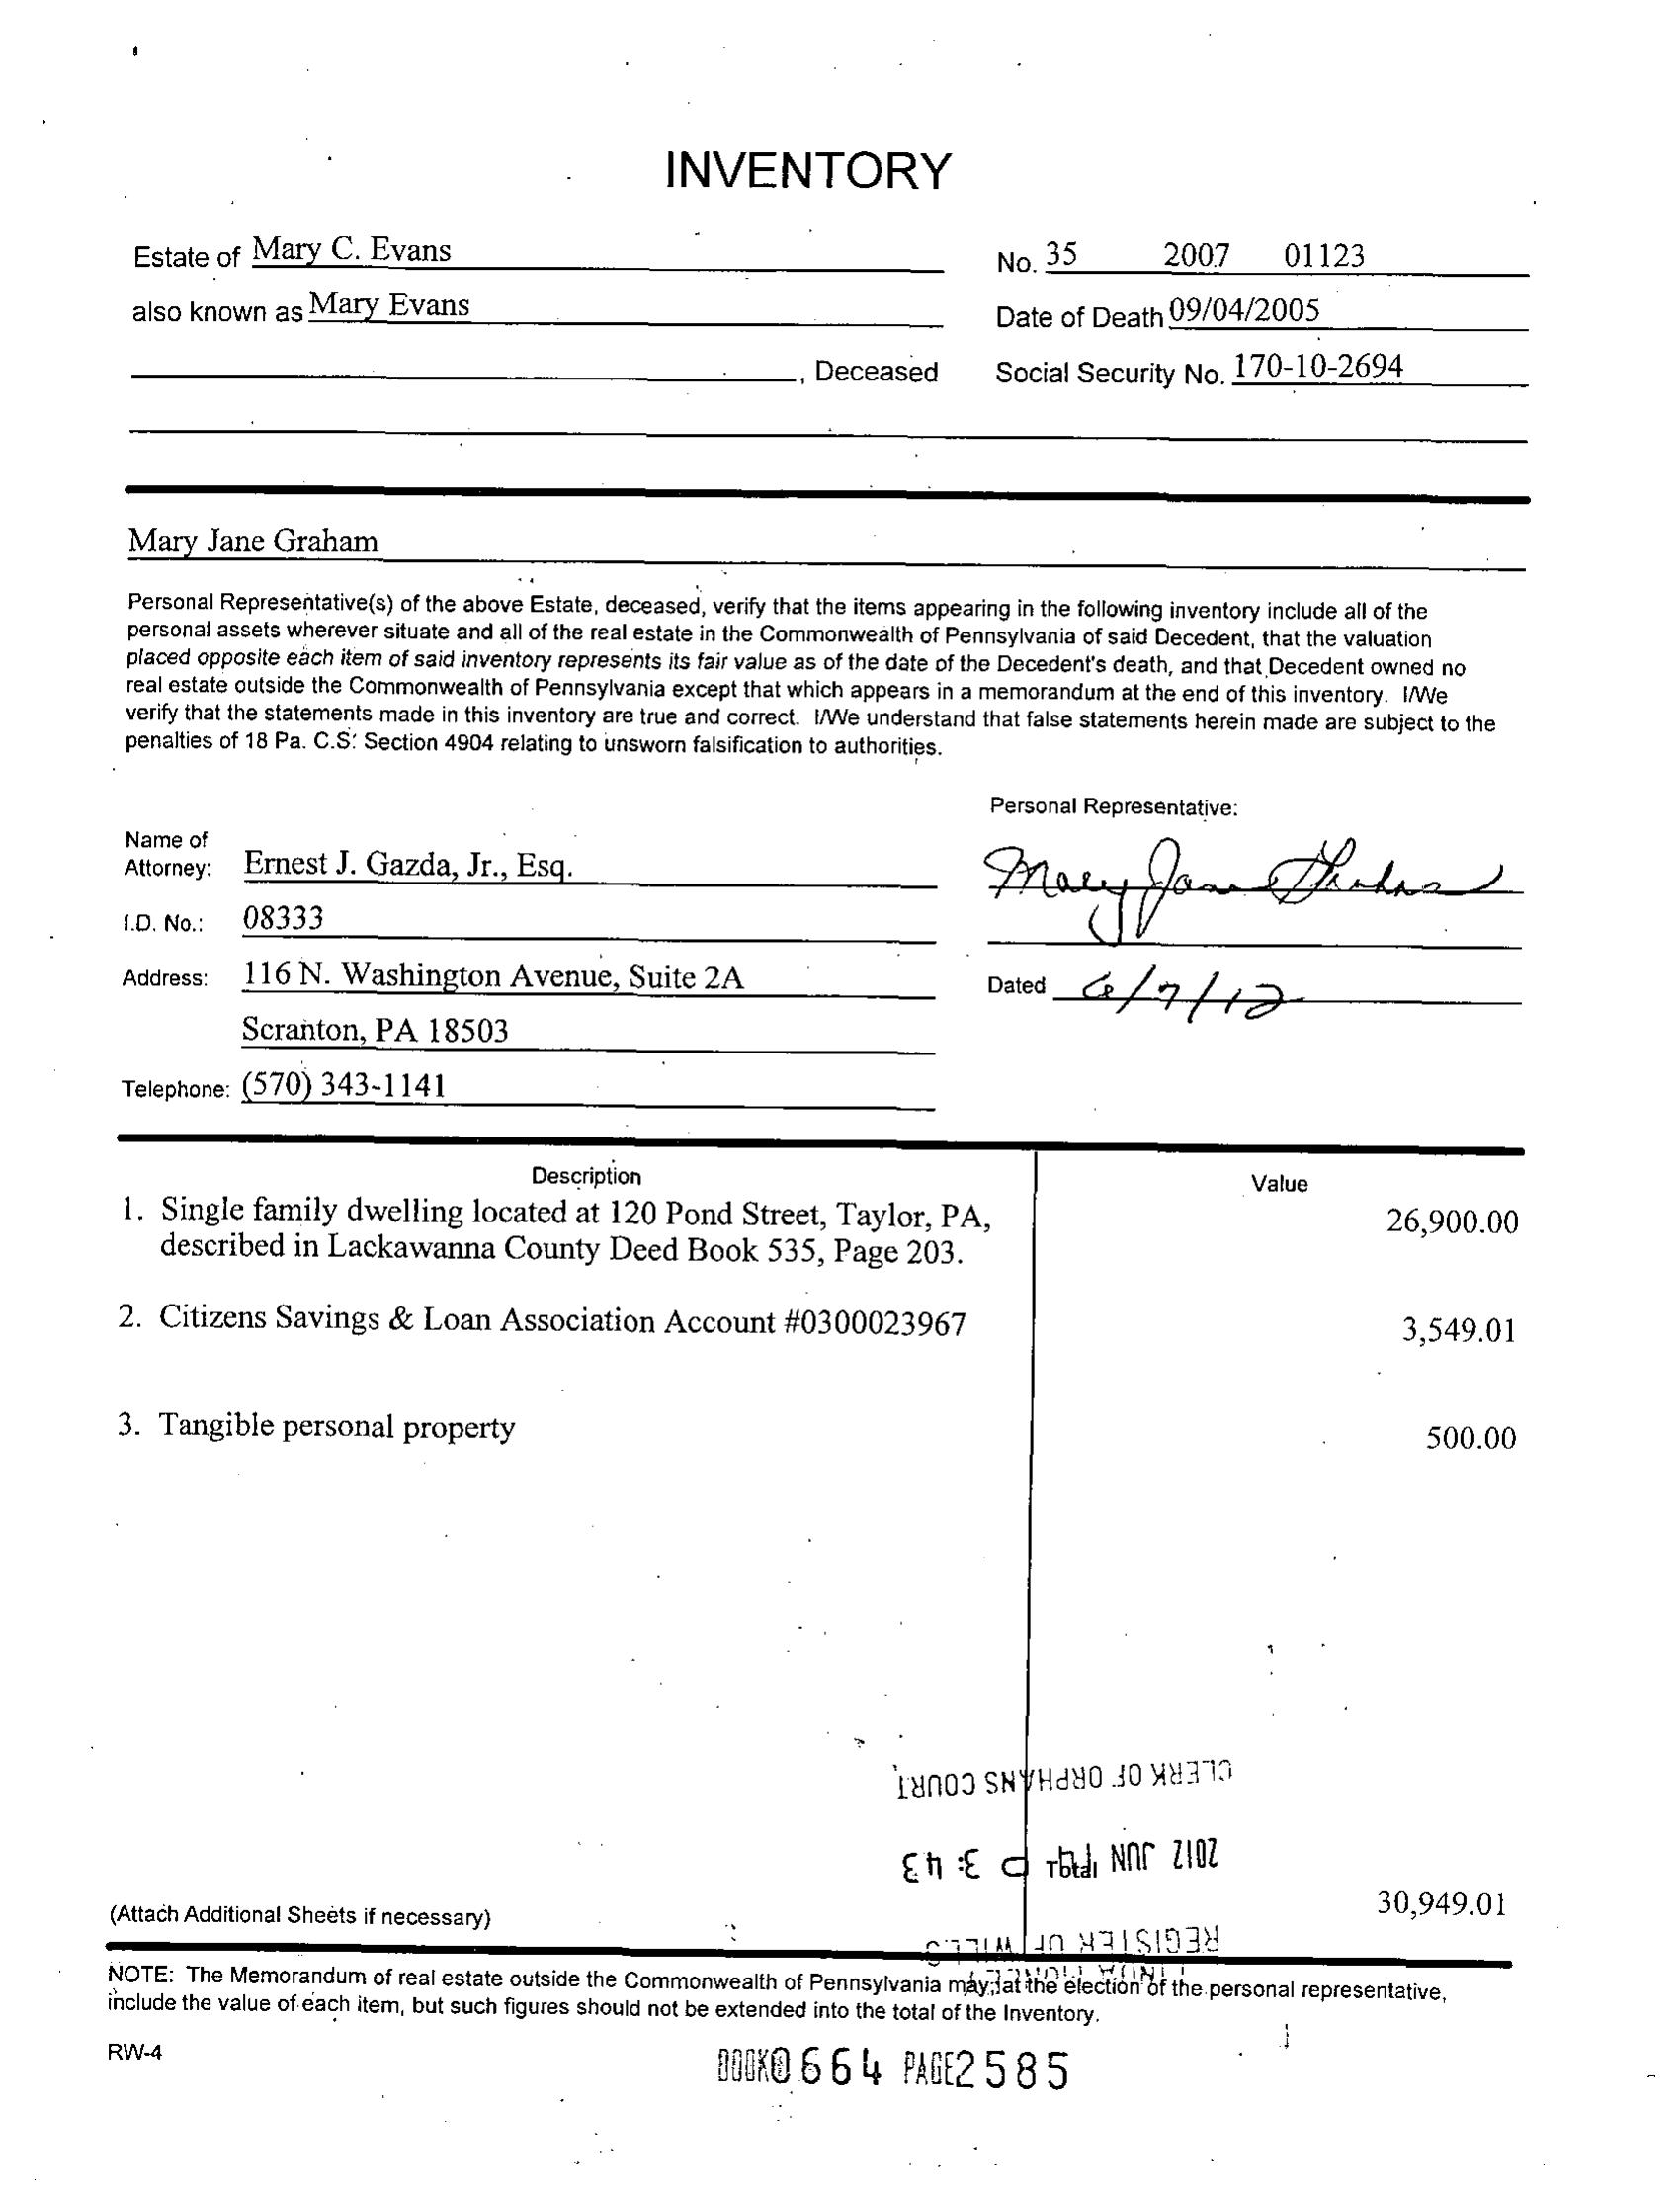 INVENTORY
Estate of Mary C. Evans
No. 35 2007 01123
also known as Mary Evans
Date of Death 09/04/2005
, Deceased
Social Security No. 170-10-2694
Mary Jane Graham
Personal Representative(s) of the above Estate, deceased, verify that the items appearing in the following inventory include all of the
personal assets wherever situate and all of the real estate in the Commonwealth of Pennsylvania of said Decedent, that the valuation
placed opposite each item of said inventory represents its fair value as of the date of the Decedent's death, and that Decedent owned no
real estate outside the Commonwealth of Pennsylvania except that which appears in a memorandum at the end of this inventory. I/We
verify that the statements made in this inventory are true and correct. I/We understand that false statements herein made are subject to the
penalties of 18 Pa. C.S. Section 4904 relating to unsworn falsification to authorities.
Personal Representative:
Name of
Attorney: Ernest J. Gazda, Jr., Esq.
Mary Jane Graham
I.D. No.: 08333
Address: 116 N. Washington Avenue, Suite 2A
Dated 6/7/12
Scranton, PA 18503
Telephone: (570) 343-1141
Description
Value
1. Single family dwelling located at 120 Pond Street, Taylor, PA,
26,900.00
described in Lackawanna County Deed Book 535, Page 203.
2. Citizens Savings & Loan Association Account #0300023967
3,549.01
3. Tangible personal property
500.00
CLERK OF ORPHANS COURT
2012 JUN P 3:43
Total
30,949.01
(Attach Additional Sheets if necessary)
REGISTER OF WILLS
NOTE: The Memorandum of real estate outside the Commonwealth of Pennsylvania may, at the election of the personal representative,
include the value of each item, but such figures should not be extended into the total of the Inventory.
RW-4
BOOK 0664 PAGE 2585